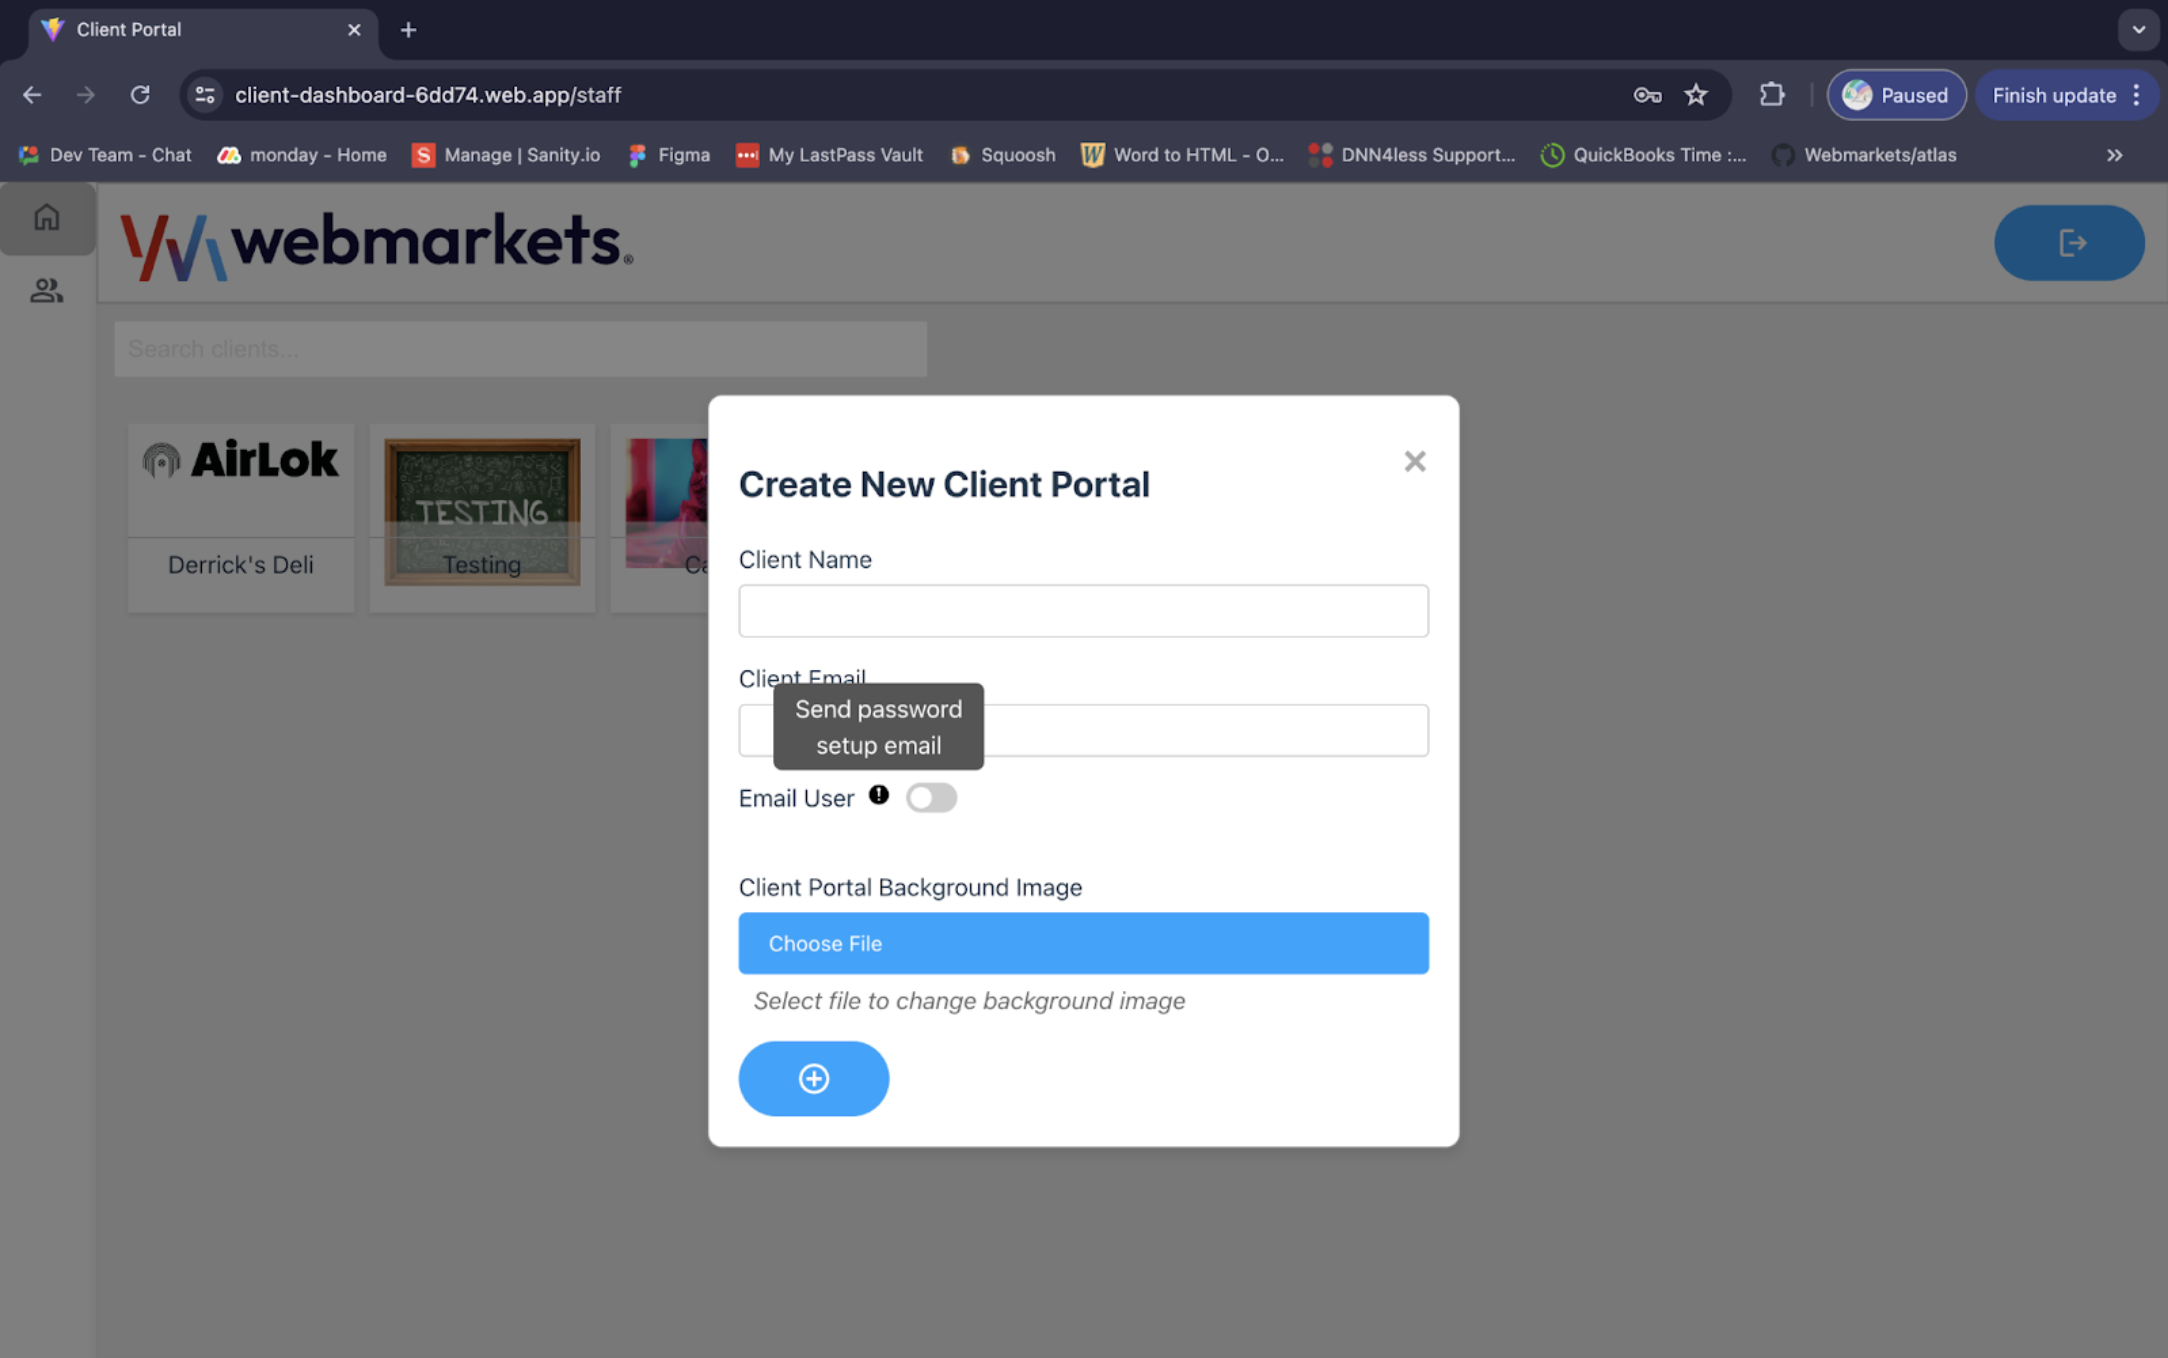 Client Portal
client-dashboard-6dd74.web.app/staff
Paused
Finish update
Dev Team - Chat
monday - Home
S
Manage | Sanity.io
Figma
My LastPass Vault
Squoosh
W
Word to HTML - O...
DNN4less Support...
QuickBooks Time :...
Webmarkets/atlas
webmarkets®
Search clients...
AirLok
Derrick's Deli
TESTING
Testing
Create New Client Portal
Client Name
Client Email
Send password
setup email
Email User
Client Portal Background Image
Choose File
Select file to change background image